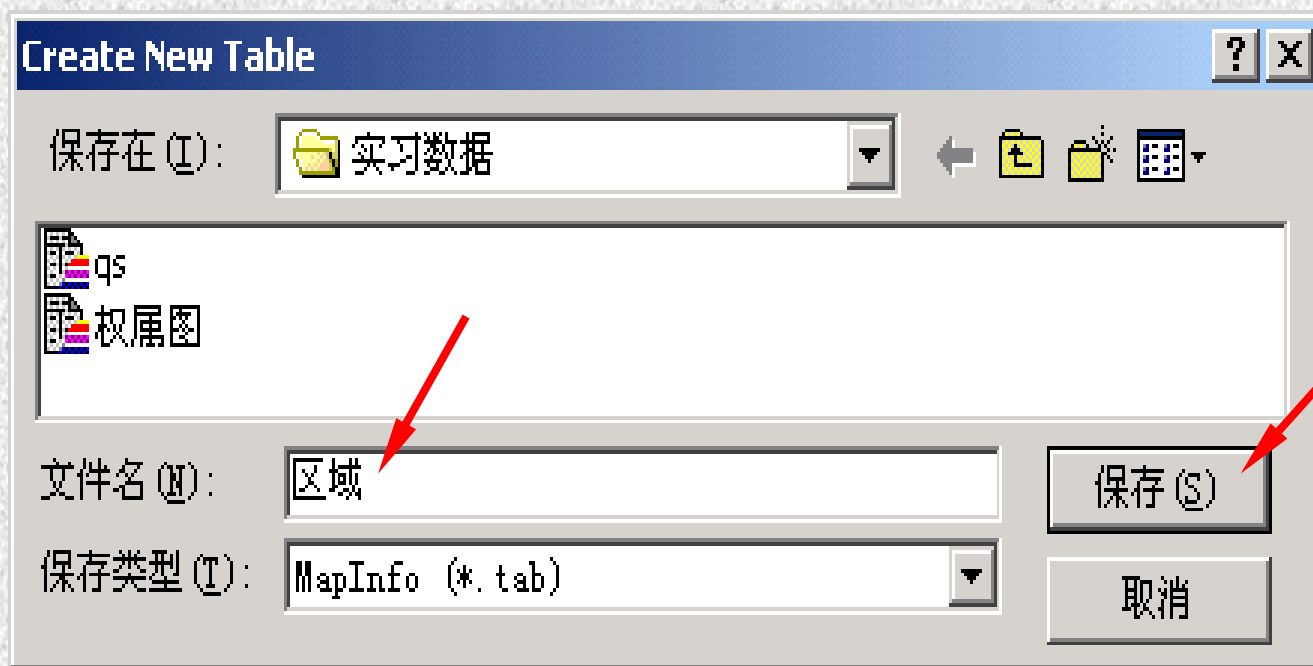 Create New Table
保存在(I):
实习数据
qs
权属图
文件名(N):
区域
保存(S)
保存类型(T):
MapInfo (*.tab)
取消